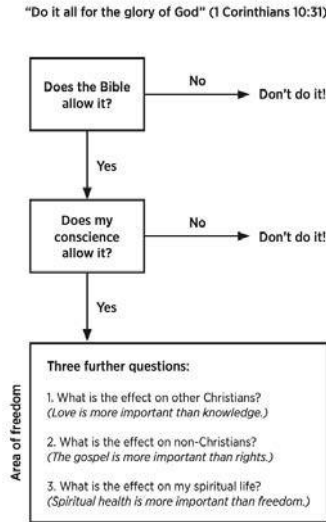 "Do it all for the glory of God" (1 Corinthians 10:31)
Does the Bible
allow it?
No
Don't do it!
Yes
Does my
conscience
allow it?
No
Don't do it!
Yes
Area of freedom
Three further questions:
1. What is the effect on other Christians?
(Love is more important than knowledge.)
2. What is the effect on non-Christians?
(The gospel is more important than rights.)
3. What is the effect on my spiritual life?
(Spiritual health is more important than freedom.)